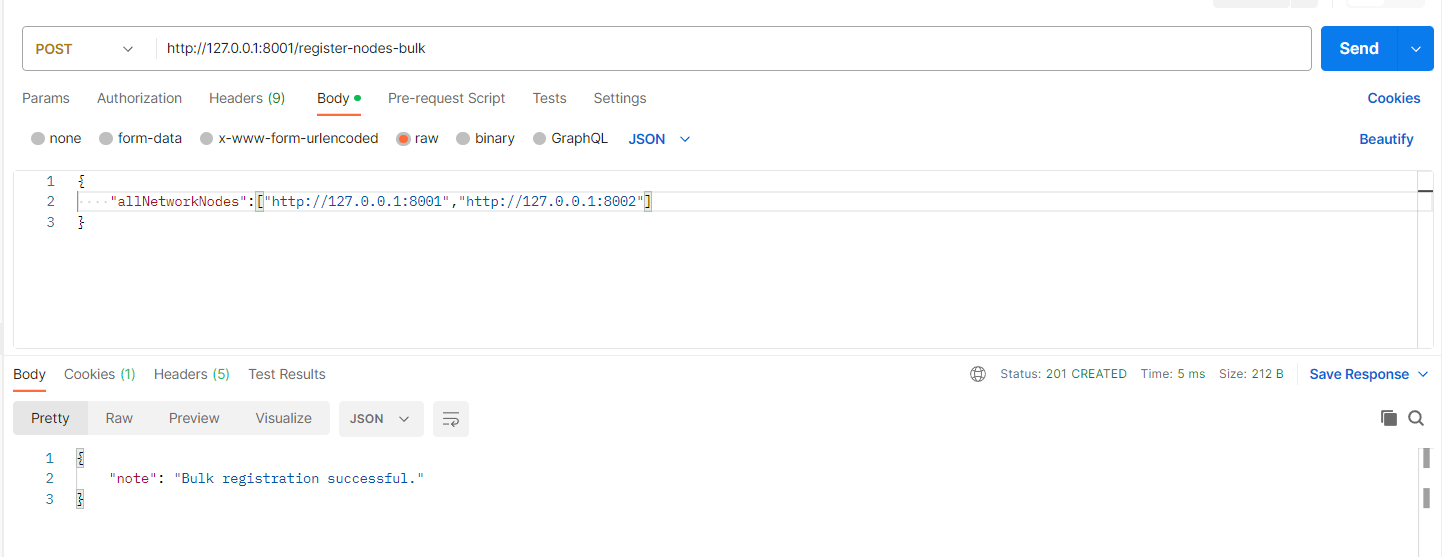 POST http://127.0.0.1:8001/register-nodes-bulk Send
Params Authorization Headers (9) Body Pre-request Script Tests Settings Cookies
none form-data x-www-form-urlencoded raw binary GraphQL JSON Beautify
1 {
2 "allNetworkNodes":["http://127.0.0.1:8001","http://127.0.0.1:8002"]
3 }
Body Cookies (1) Headers (5) Test Results Status: 201 CREATED Time: 5 ms Size: 212 B Save Response
Pretty Raw Preview Visualize JSON
1 {
2 "note": "Bulk registration successful."
3 }